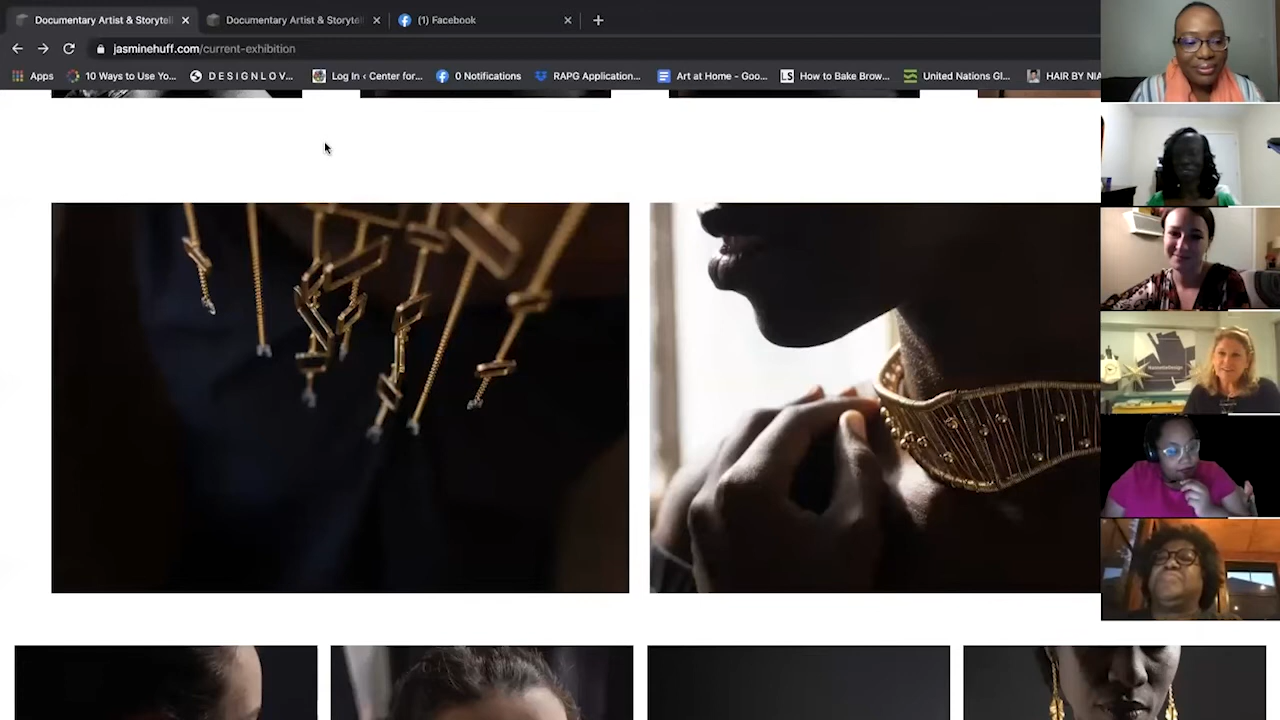 Documentary Artist & Storytell
Documentary Artist & Storytell
(1) Facebook
jasminehuff.com/current-exhibition
Apps
10 Ways to Use Yo...
D E S I G N L O V...
Log In ‹ Center for...
0 Notifications
RAPG Application...
Art at Home - Goo...
LS
How to Bake Brow...
United Nations Gl...
HAIR BY NIA